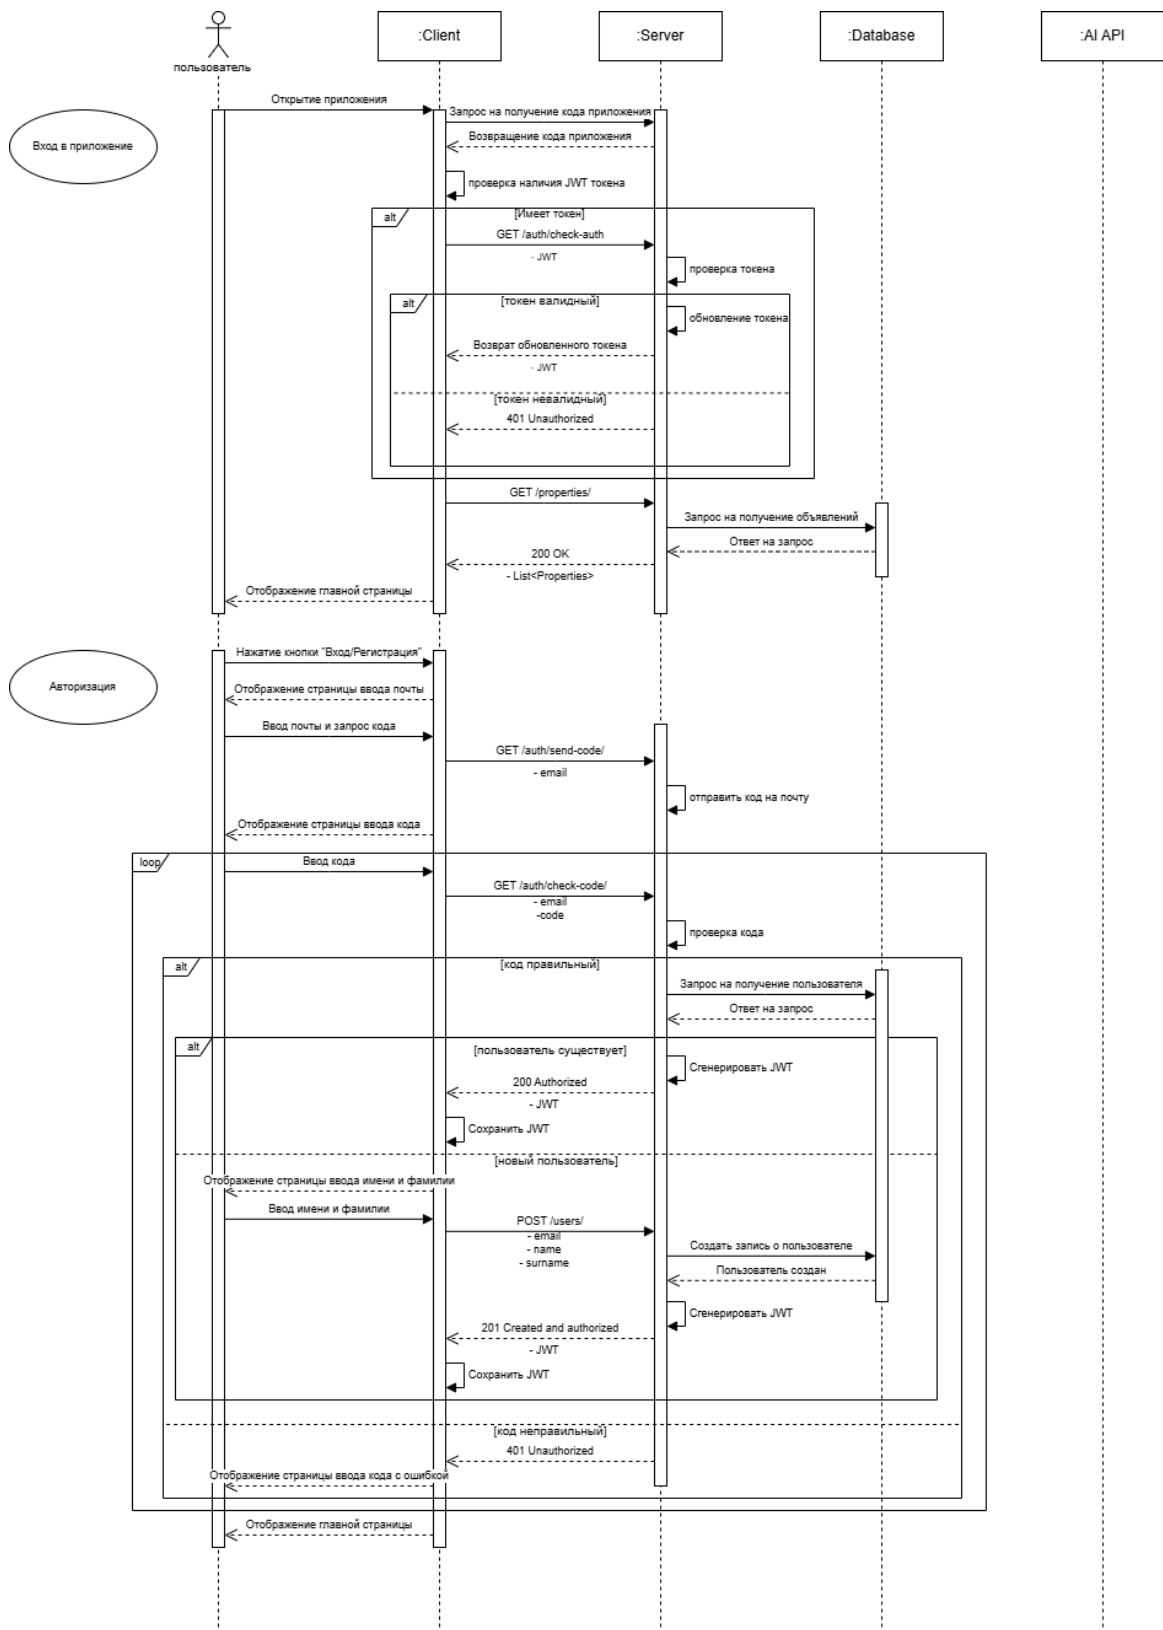 :Client
:Server
:Database
:AI API
пользователь
Открытие приложения
Запрос на получение кода приложения
Возвращение кода приложения
Вход в приложение
проверка наличия JWT токена
alt
[Имеет токен]
GET /auth/check-auth
- JWT
проверка токена
alt
[токен валидный]
обновление токена
Возврат обновленного токена
- JWT
[токен невалидный]
401 Unauthorized
GET /properties/
Запрос на получение объявлений
Ответ на запрос
200 OK
- List<Properties>
Отображение главной страницы
Нажатие кнопки "Вход/Регистрация"
Авторизация
Отображение страницы ввода почты
Ввод почты и запрос кода
GET /auth/send-code/
- email
отправить код на почту
Отображение страницы ввода кода
loop
Ввод кода
GET /auth/check-code/
- email
-code
проверка кода
alt
[код правильный]
Запрос на получение пользователя
Ответ на запрос
alt
[пользователь существует]
Сгенерировать JWT
200 Authorized
- JWT
Сохранить JWT
[новый пользователь]
Отображение страницы ввода имени и фамилии
Ввод имени и фамилии
POST /users/
- email
- name
- surname
Создать запись о пользователе
Пользователь создан
Сгенерировать JWT
201 Created and authorized
- JWT
Сохранить JWT
[код неправильный]
401 Unauthorized
Отображение страницы ввода кода с ошибкой
Отображение главной страницы